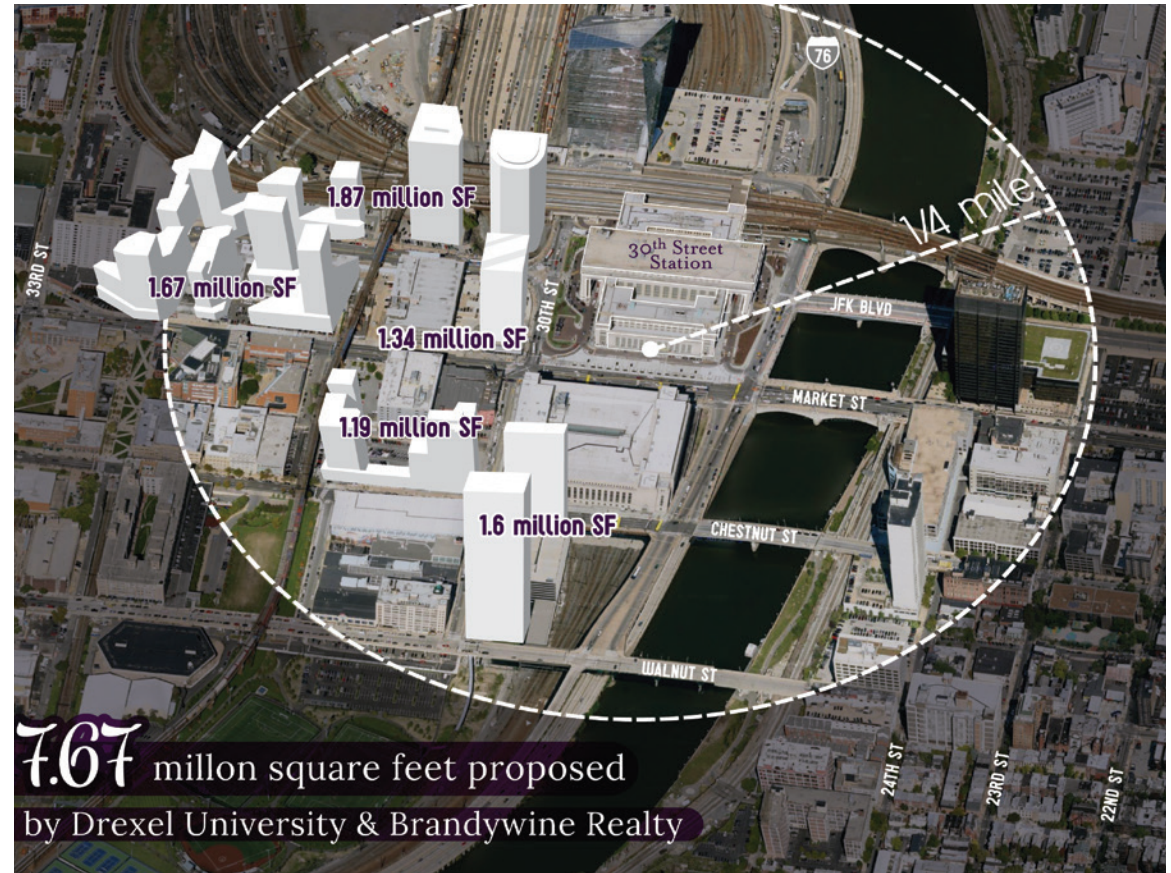 76
1/4 mile
1.87 million SF
30th Street
Station
33RD ST
1.67 million SF
30TH ST
JFK BLVD
1.34 million SF
MARKET ST
1.19 million SF
1.6 million SF
CHESTNUT ST
WALNUT ST
7.67 millon square feet proposed
by Drexel University & Brandywine Realty
24TH ST
23RD ST
22ND ST